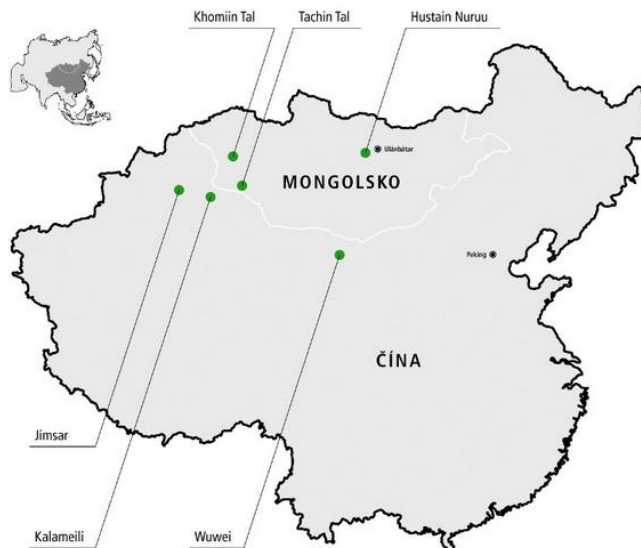 Khomiin Tal
Tachin Tal
Hustain Nuruu
Ulánbátar
MONGOLSKO
Peking
ČÍNA
Jimsar
Kalameili
Wuwei